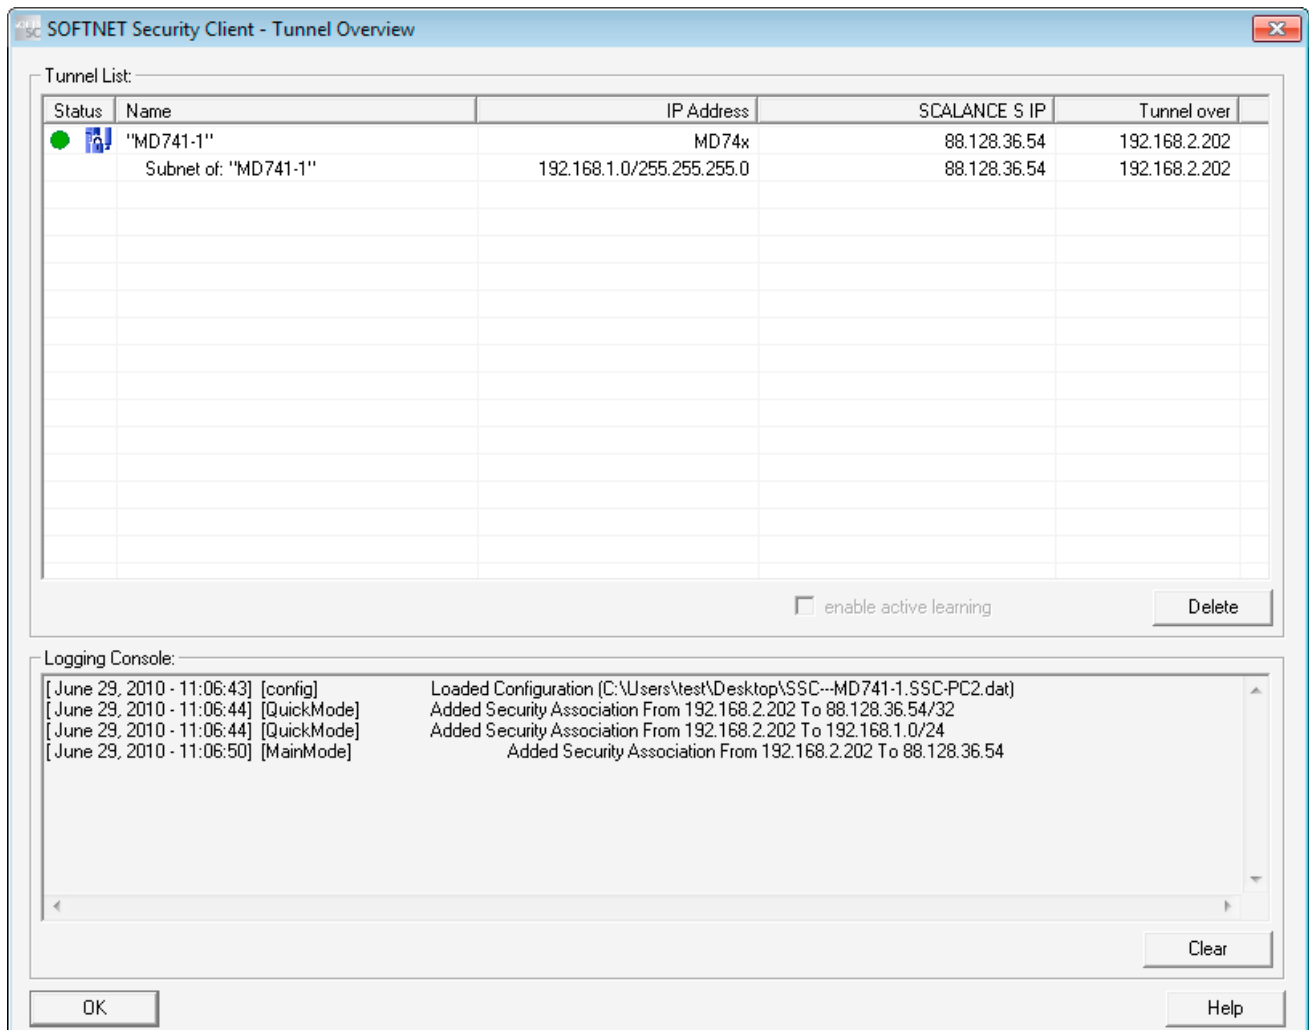 SOFTNET Security Client - Tunnel Overview
Tunnel List:
Status Name IP Address SCALANCE S IP Tunnel over
"MD741-1" MD74x 88.128.36.54 192.168.2.202
Subnet of: "MD741-1" 192.168.1.0/255.255.255.0 88.128.36.54 192.168.2.202
enable active learning
Delete
Logging Console:
[ June 29, 2010 - 11:06:43] [config] Loaded Configuration (C:\Users\test\Desktop\SSC---MD741-1.SSC-PC2.dat)
[ June 29, 2010 - 11:06:44] [QuickMode] Added Security Association From 192.168.2.202 To 88.128.36.54/32
[ June 29, 2010 - 11:06:44] [QuickMode] Added Security Association From 192.168.2.202 To 192.168.1.0/24
[ June 29, 2010 - 11:06:50] [MainMode] Added Security Association From 192.168.2.202 To 88.128.36.54
Clear
OK
Help